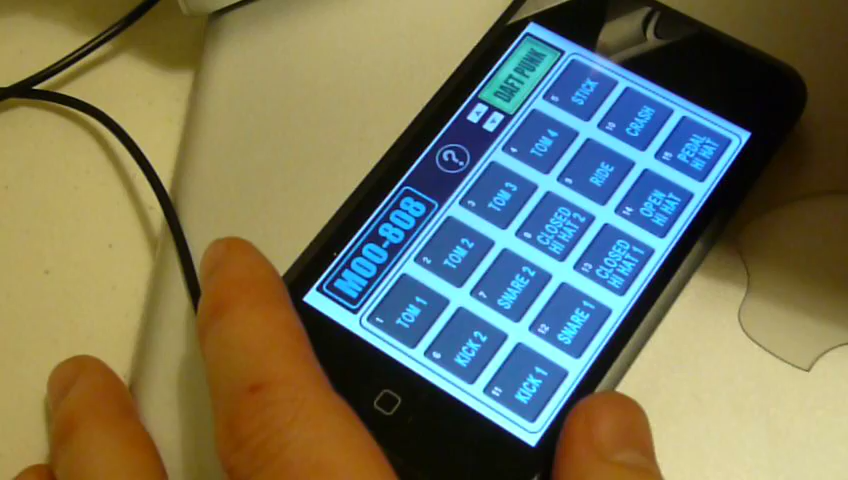 MOO-808
?
DAFT PUNK
1
TOM 1
2
TOM 2
3
TOM 3
4
TOM 4
5
STICK
6
KICK 2
7
SNARE 2
8
CLOSED
HI HAT 2
9
RIDE
10
CRASH
11
KICK 1
12
SNARE 1
13
CLOSED
HI HAT 1
14
OPEN
HI HAT
15
PEDAL
HI HAT